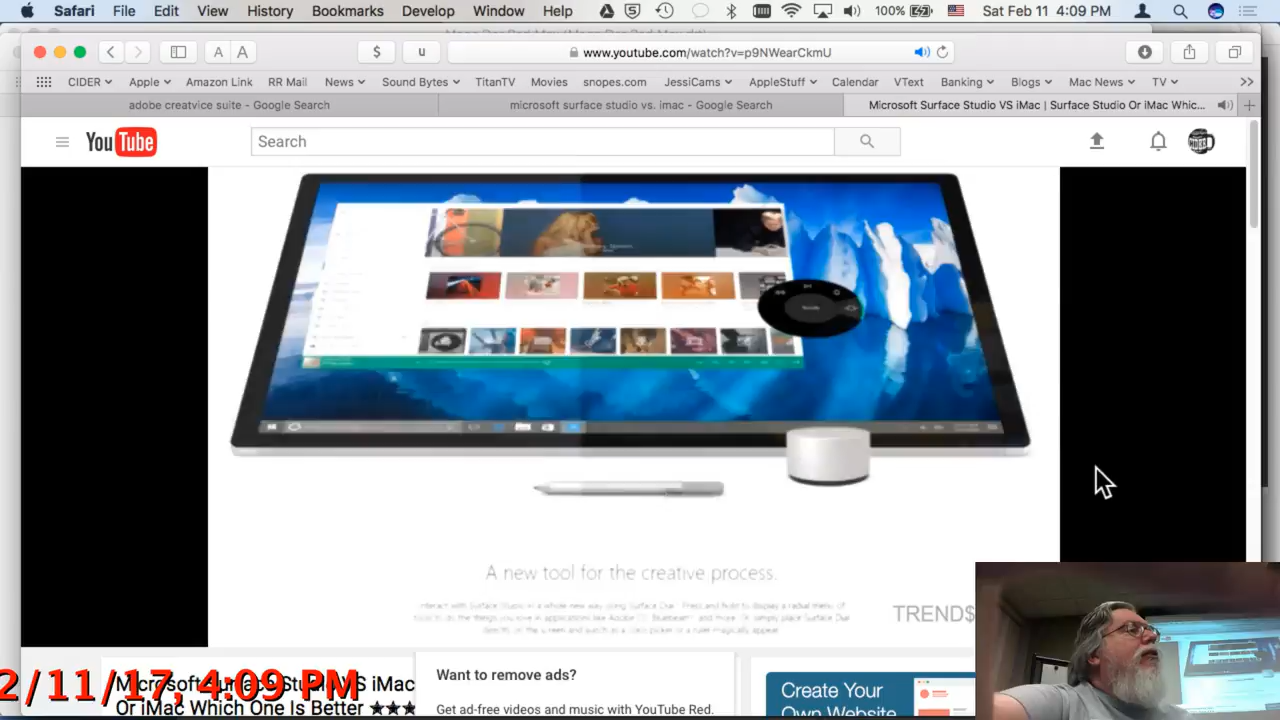 Safari File Edit View History Bookmarks Develop Window Help 100% Sat Feb 11 4:09 PM
A A $ u www.youtube.com/watch?v=p9NWearCkmU
CIDER Apple Amazon Link RR Mail News Sound Bytes TitanTV Movies snopes.com JessiCams AppleStuff Calendar VText Banking Blogs Mac News TV
adobe creatvice suite - Google Search microsoft surface studio vs. imac - Google Search Microsoft Surface Studio VS iMac | Surface Studio Or iMac Whic...
YouTube Search
A new tool for the creative process.
TREND$
2/11/17, 4:09 PM
iMac
Or iMac Which One Is Better ★★★
Want to remove ads?
Get ad-free videos and music with YouTube Red.
Create Your
Own Website